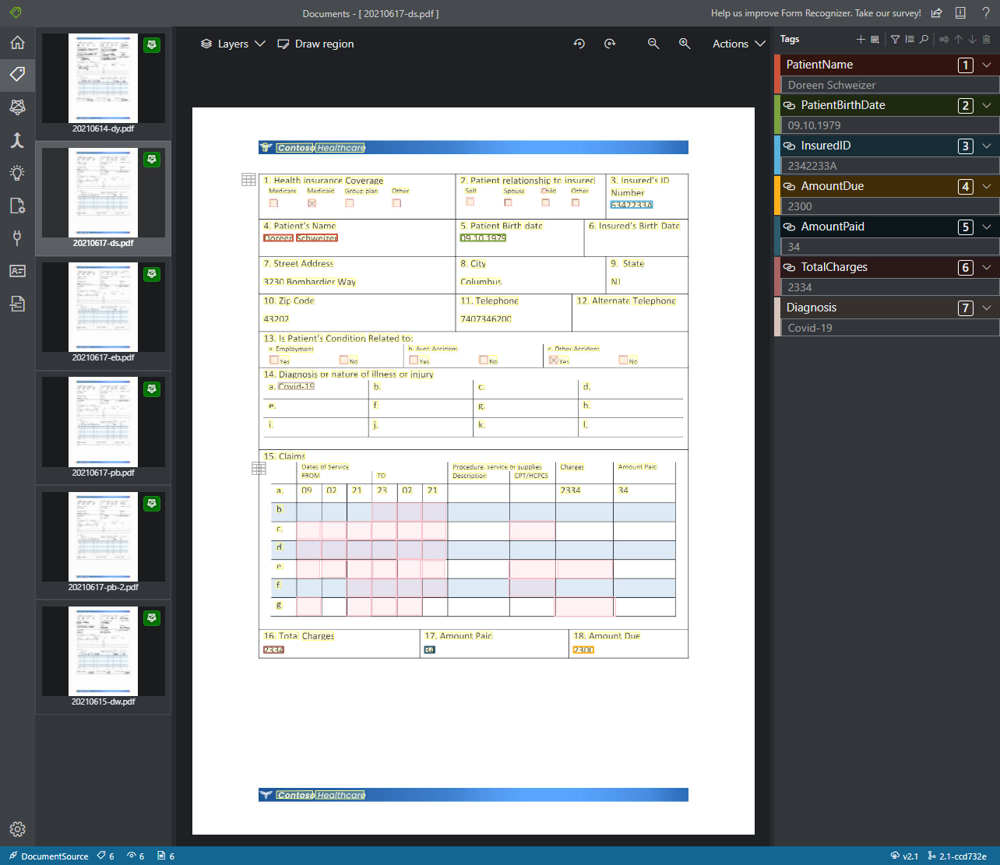 Documents - [ 20210617-ds.pdf ]
Help us improve Form Recognizer. Take our survey!
20210614-dy.pdf
20210617-ds.pdf
20210617-eb.pdf
20210617-pb.pdf
20210617-pb-2.pdf
20210615-dw.pdf
Layers
Draw region
Actions
Contoso Healthcare
1. Health insurance Coverage
Medicare Medicaid Group plan Other
2. Patient relationship to insured
Self Spouse Child Other
3. Insured's ID
Number
4. Patient's Name
Doreen Schweizer
5. Patient Birth date
09.10.1979
6. Insured's Birth Date
7. Street Address
3230 Bombardier Way
8. City
Columbus
9. State
10. Zip Code
43202
11. Telephone
7407346200
12. Alternate Telephone
13. Is Patient's Condition Related to:
a. Employment
Yes No
b. Auto Accident
Yes No
c. Other Accident
Yes No
14. Diagnosis or nature of illness or injury
a. Covid-19 b. c. d.
e. f. g. h.
i. j. k. l.
15. Claims
Dates of Service Procedure, service or supplies Charges Amount Paid
FROM TO Description CPT/HCPCS
a. 09 02 21 23 02 21 2334 34
b
c.
d.
e.
f.
g
16. Total Charges
2334
17. Amount Paid
34
18. Amount Due
2300
Contoso Healthcare
Tags
PatientName 1
Doreen Schweizer
PatientBirthDate 2
09.10.1979
InsuredID 3
2342233A
AmountDue 4
2300
AmountPaid 5
34
TotalCharges 6
2334
Diagnosis 7
Covid-19
DocumentSource 6 6 6
v2.1 2.1-ccd732e